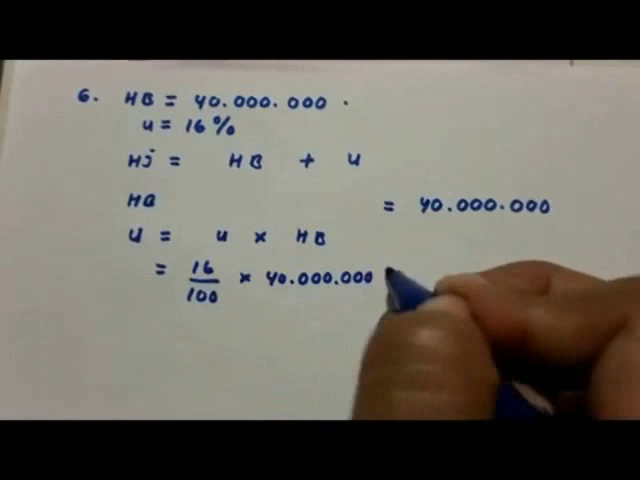 6. HB = 40.000.000 .
u = 16%
Hj = HB + u
HB = 40.000.000
U = u × HB
= 16/100 × 40.000.000